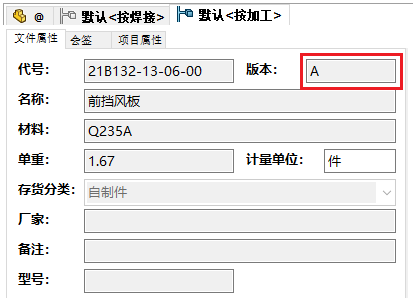 @ 默认<按焊接> 默认<按加工>
文件属性 会签 项目属性
代号: 21B132-13-06-00 版本: A
名称: 前挡风板
材料: Q235A
单重: 1.67 计量单位: 件
存货分类: 自制件
厂家:
备注:
型号: